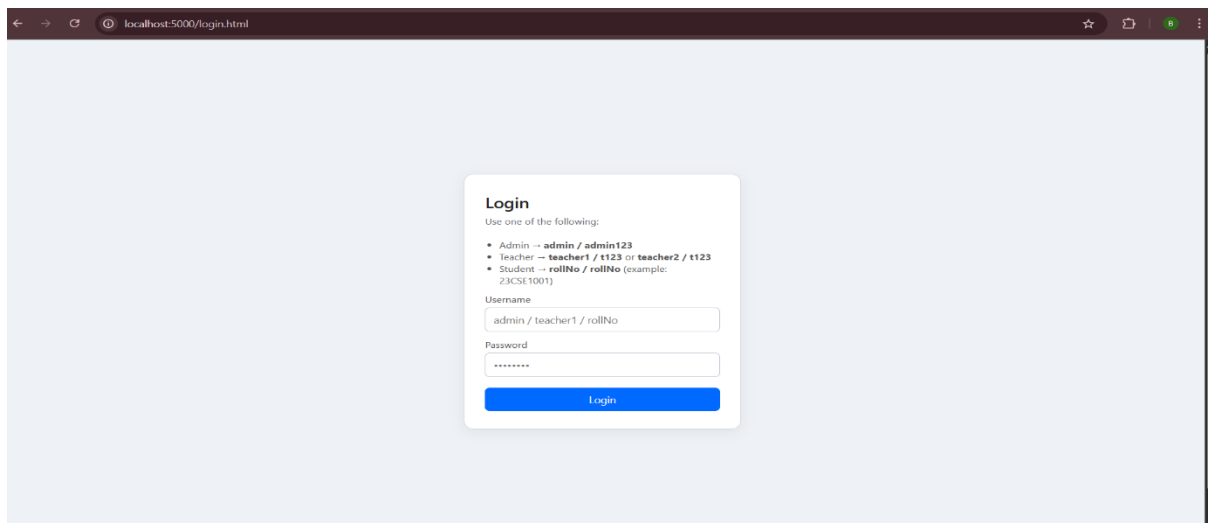 localhost:5000/login.html
B
Login
Use one of the following:
• Admin → admin / admin123
• Teacher → teacher1 / t123 or teacher2 / t123
• Student → rollNo / rollNo (example:
23CSE1001)
Username
admin / teacher1 / rollNo
Password
••••••••
Login